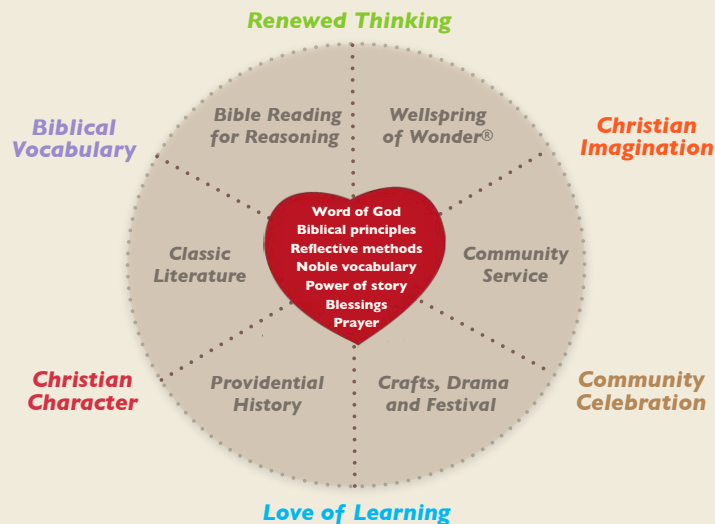 Renewed Thinking
Biblical
Vocabulary
Bible Reading
for Reasoning
Wellspring
of Wonder®
Christian
Imagination
Classic
Literature
Word of God
Biblical principles
Reflective methods
Noble vocabulary
Power of story
Blessings
Prayer
Community
Service
Christian
Character
Providential
History
Crafts, Drama
and Festival
Community
Celebration
Love of Learning